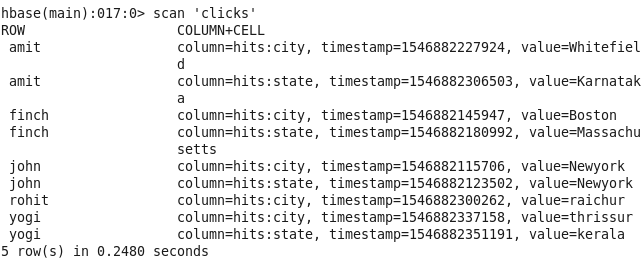 hbase(main):017:0> scan 'clicks'
ROW                   COLUMN+CELL
 amit                 column=hits:city, timestamp=1546882227924, value=Whitefiel
                      d
 amit                 column=hits:state, timestamp=1546882306503, value=Karnatak
                      a
 finch                column=hits:city, timestamp=1546882145947, value=Boston
 finch                column=hits:state, timestamp=1546882180992, value=Massachu
                      setts
 john                 column=hits:city, timestamp=1546882115706, value=Newyork
 john                 column=hits:state, timestamp=1546882123502, value=Newyork
 rohit                column=hits:city, timestamp=1546882300262, value=raichur
 yogi                 column=hits:city, timestamp=1546882337158, value=thrissur
 yogi                 column=hits:state, timestamp=1546882351191, value=kerala
5 row(s) in 0.2480 seconds